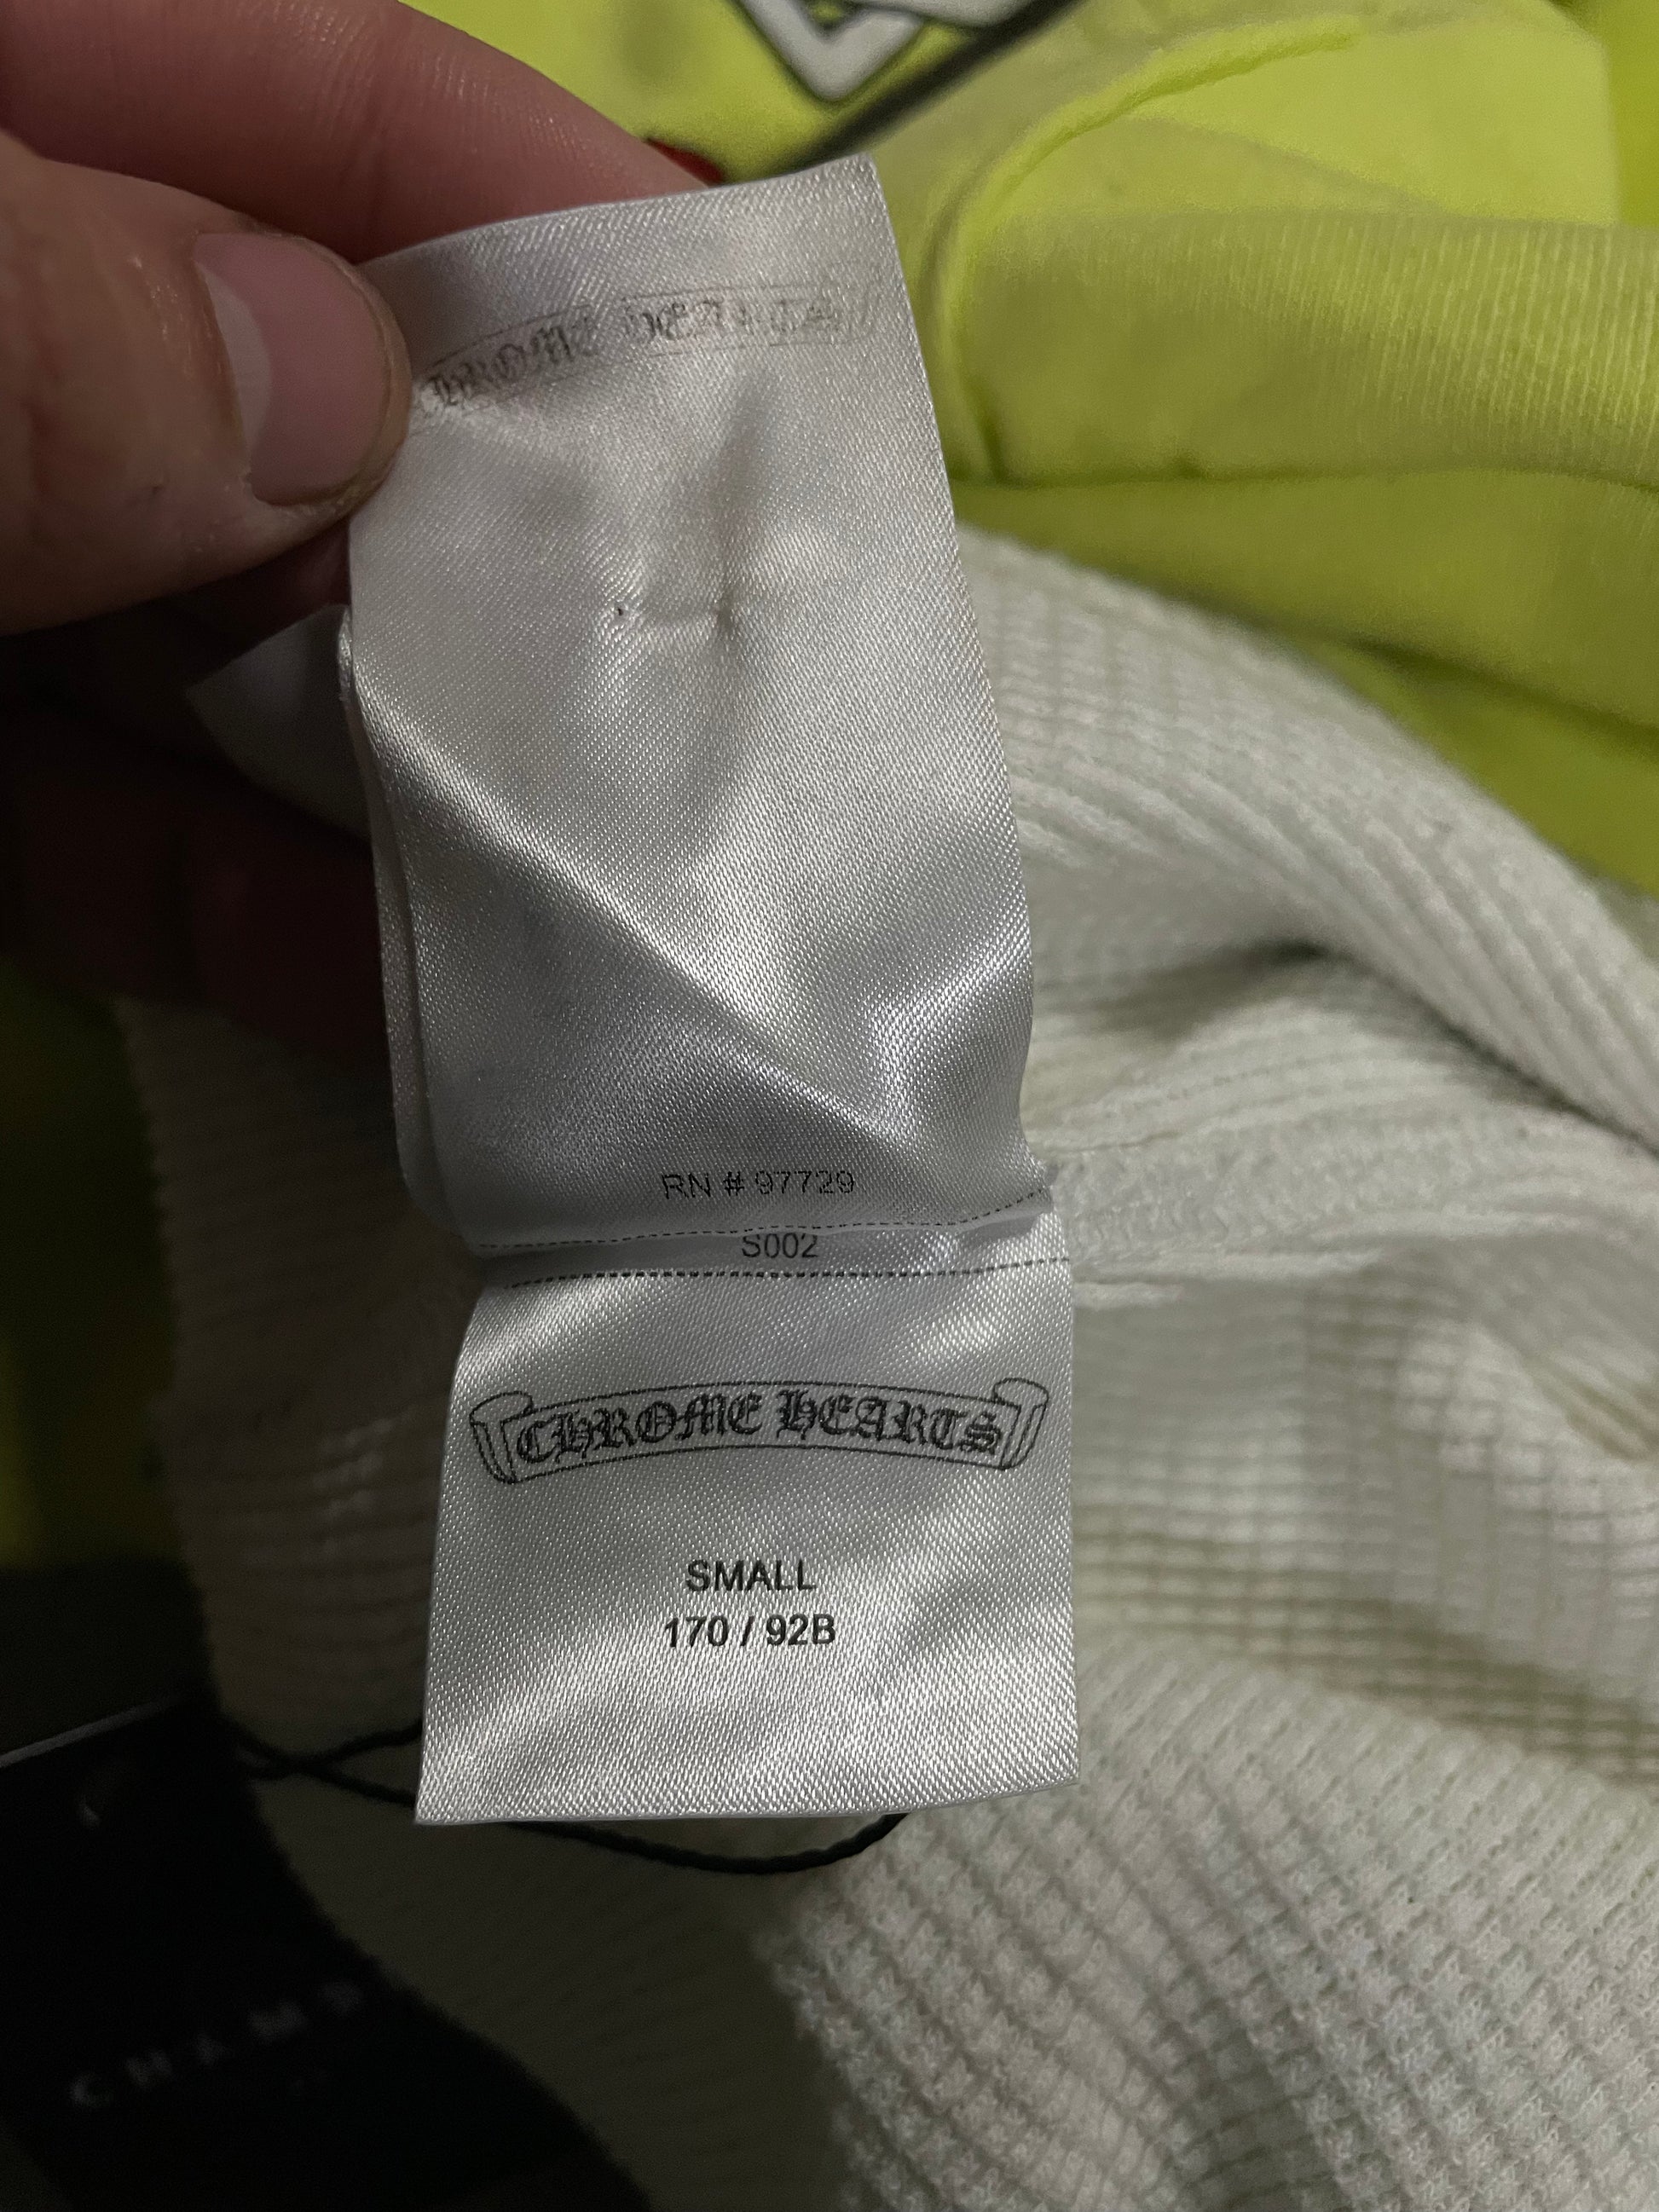 RN # 97729
S002
CHROME HEARTS
SMALL
170 / 92B